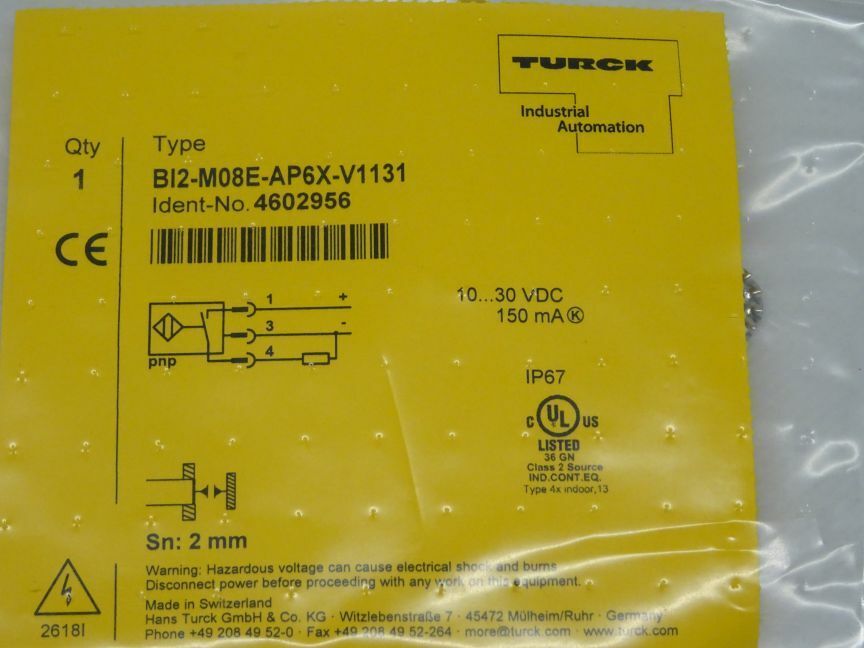 TURCK
Industrial
Automation
Qty
Type
1
BI2-M08E-AP6X-V1131
Ident-No. 4602956
CE
1
+
3
-
4
pnp
10...30 VDC
150 mA Ⓚ
IP67
C UL US
LISTED
36 GN
Class 2 Source
IND.CONT.EQ.
Type 4x indoor,13
Sn: 2 mm
Warning: Hazardous voltage can cause electrical shock and burns
Disconnect power before proceeding with any work on this equipment.
Made in Switzerland
Hans Turck GmbH & Co. KG · Witzlebenstraße 7 · 45472 Mülheim/Ruhr · Germany
Phone +49 208 49 52-0 · Fax +49 208 49 52-264 · more@turck.com · www.turck.com
2618I